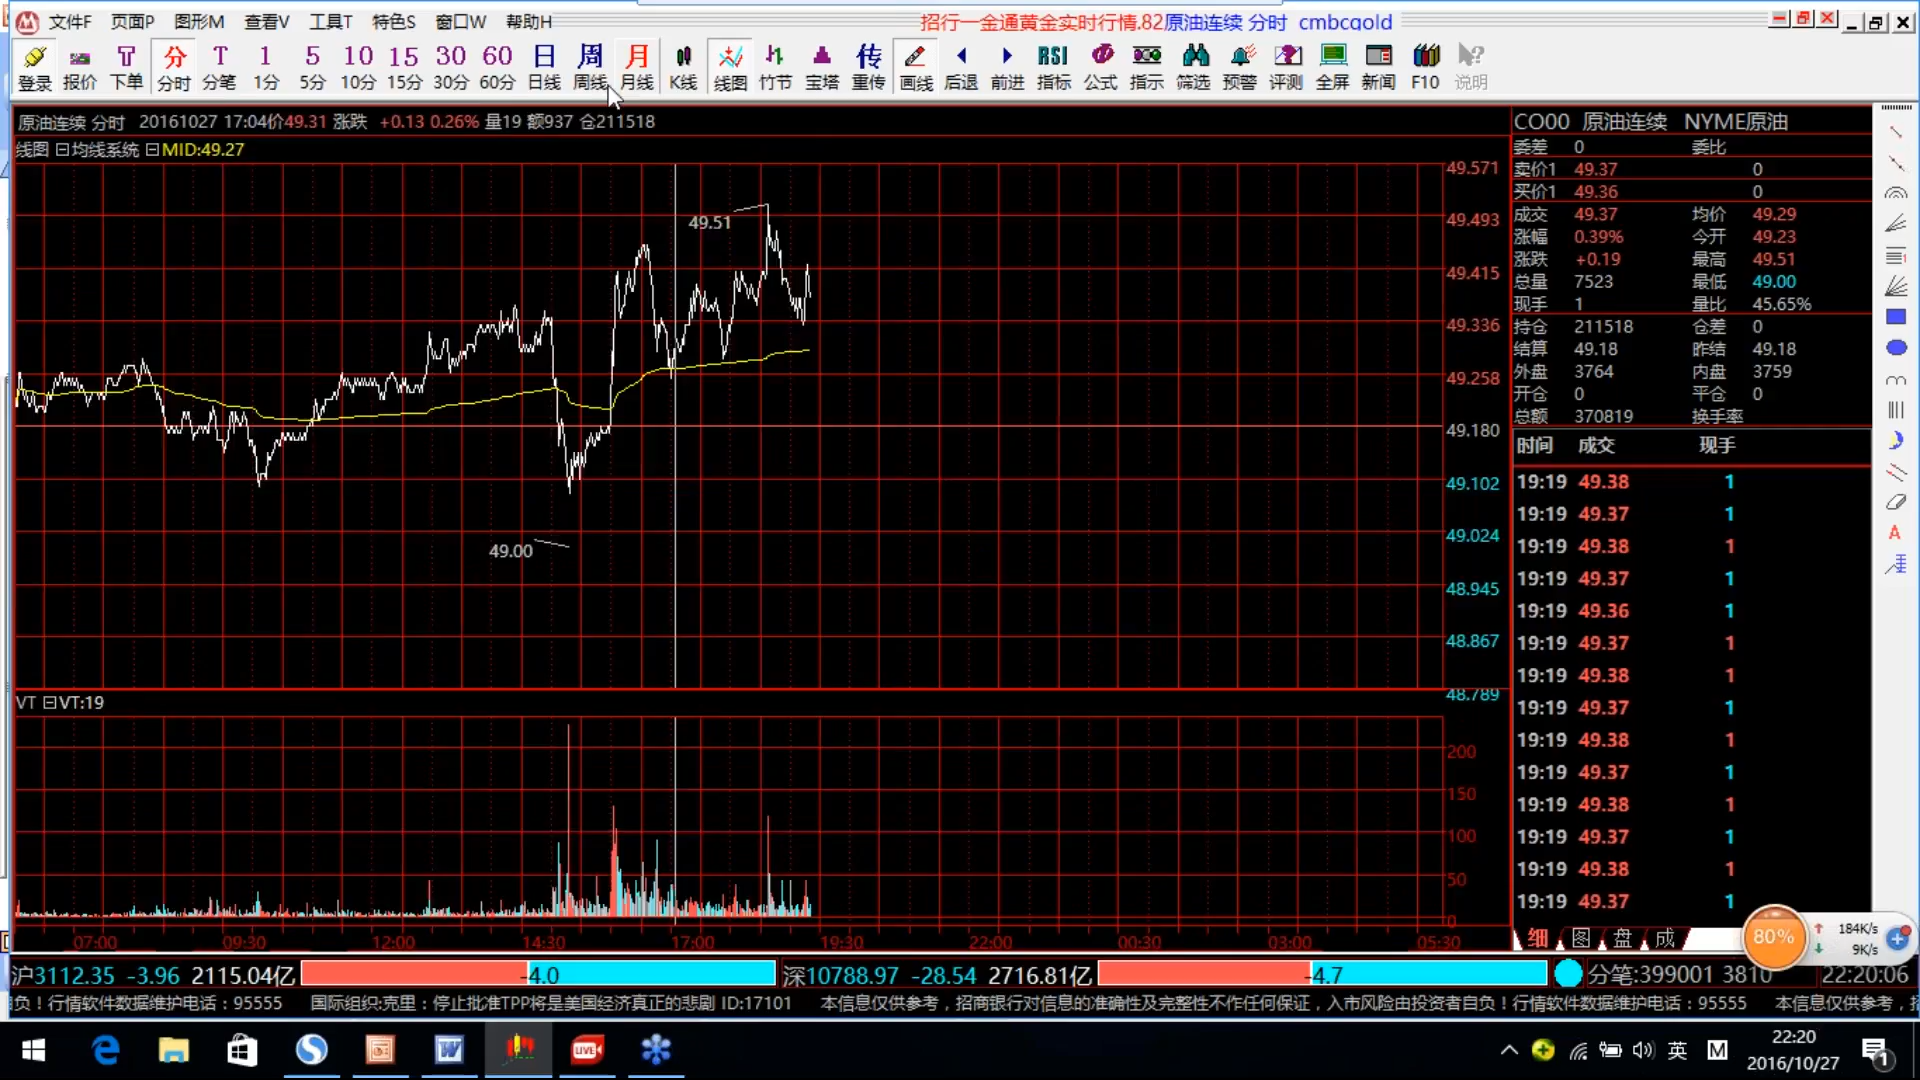 文件F 页面P 图形M 查看V 工具T 特色S 窗口W 帮助H 招行一金通黄金实时行情.82原油连续 分时 cmbcgold
分 T 1 5 10 15 30 60 日 周 月 传 RSI
登录 报价 下单 分时 分笔 1分 5分 10分 15分 30分 60分 日线 周线 月线 K线 线图 竹节 宝塔 重传 画线 后退 前进 指标 公式 指示 筛选 预警 评测 全屏 新闻 F10 说明
原油连续 分时 20161027 17:04价49.31 涨跌 +0.13 0.26% 量19 额937 仓211518
线图 均线系统 MID:49.27
49.571
49.51
49.493
49.415
49.336
49.258
49.180
49.102
49.024
49.00
48.945
48.867
48.789
VT VT:19
200
150
100
50
0
07:00 09:30 12:00 14:30 17:00 19:30 22:00 00:30 03:00 05:30
CO00 原油连续 NYME原油
委差 0 委比
卖价1 49.37 0
买价1 49.36 0
成交 49.37 均价 49.29
涨幅 0.39% 今开 49.23
涨跌 +0.19 最高 49.51
总量 7523 最低 49.00
现手 1 量比 45.65%
持仓 211518 仓差 0
结算 49.18 昨结 49.18
外盘 3764 内盘 3759
开仓 0 平仓 0
总额 370819 换手率
时间 成交 现手
19:19 49.38 1
19:19 49.37 1
19:19 49.38 1
19:19 49.37 1
19:19 49.36 1
19:19 49.37 1
19:19 49.38 1
19:19 49.37 1
19:19 49.38 1
19:19 49.37 1
19:19 49.38 1
19:19 49.37 1
19:19 49.38 1
19:19 49.37 1
细 图 盘 成
80% 184K/s
9K/s
沪3112.35 -3.96 2115.04亿 -4.0 深10788.97 -28.54 2716.81亿 -4.7 分笔:399001 3810 22:20:06
自负！行情软件数据维护电话：95555 国际组织:克里：停止批准TPP将是美国经济真正的悲剧 ID:17101 本信息仅供参考，招商银行对信息的准确性及完整性不作任何保证，入市风险由投资者自负！行情软件数据维护电话：95555 本信息仅供参考，招
LIVE 英 M 22:20
2016/10/27 1